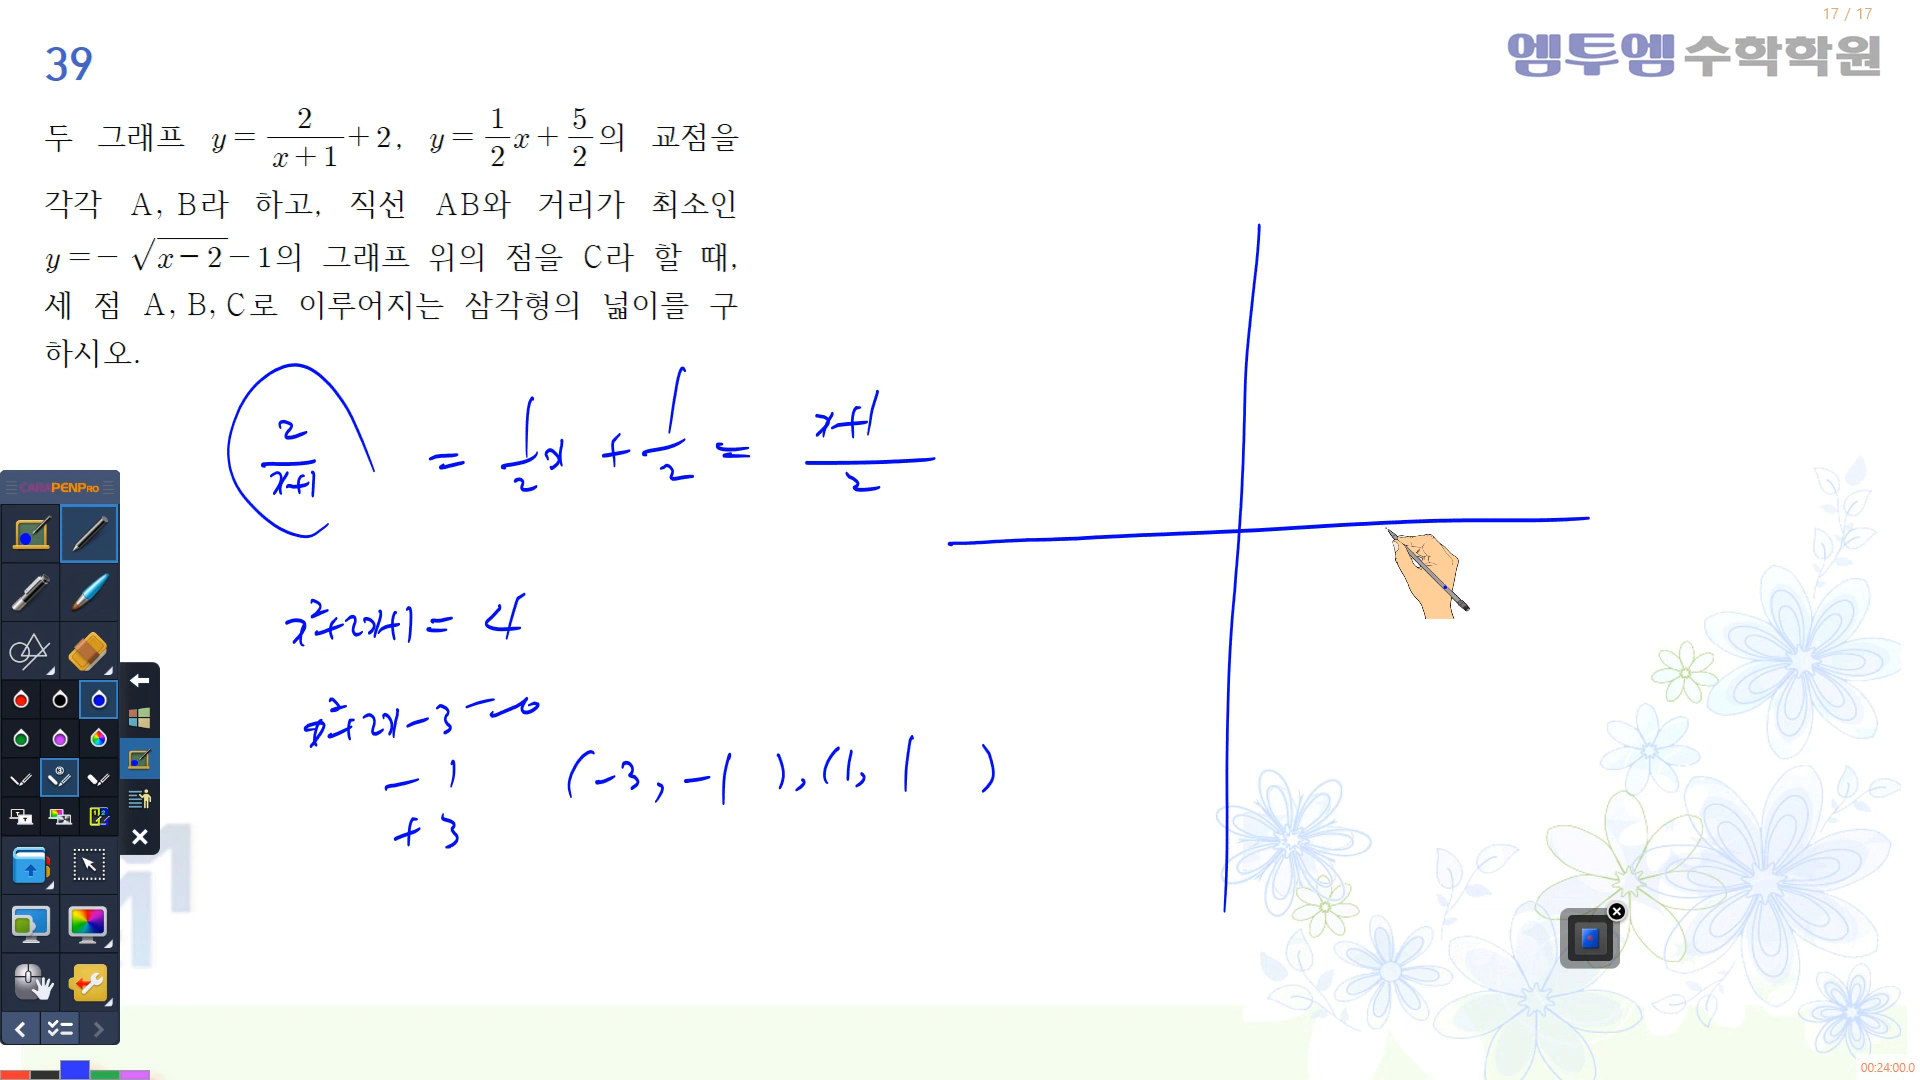 17 / 17
엠투엠 수학학원
39
두 그래프 y = 2/(x+1) + 2, y = 1/2 x + 5/2 의 교점을
각각 A, B라 하고, 직선 AB와 거리가 최소인
y = -√(x-2) - 1의 그래프 위의 점을 C라 할 때,
세 점 A, B, C로 이루어지는 삼각형의 넓이를 구
하시오.
2/(x+1) = 1/2 x + 1/2 = (x+1)/2
x²+2x+1 = 4
x²+2x-3=0
- 1
(-3, -1 ), (1, 1 )
+ 3
CARAPENPRO
00:24:00.0